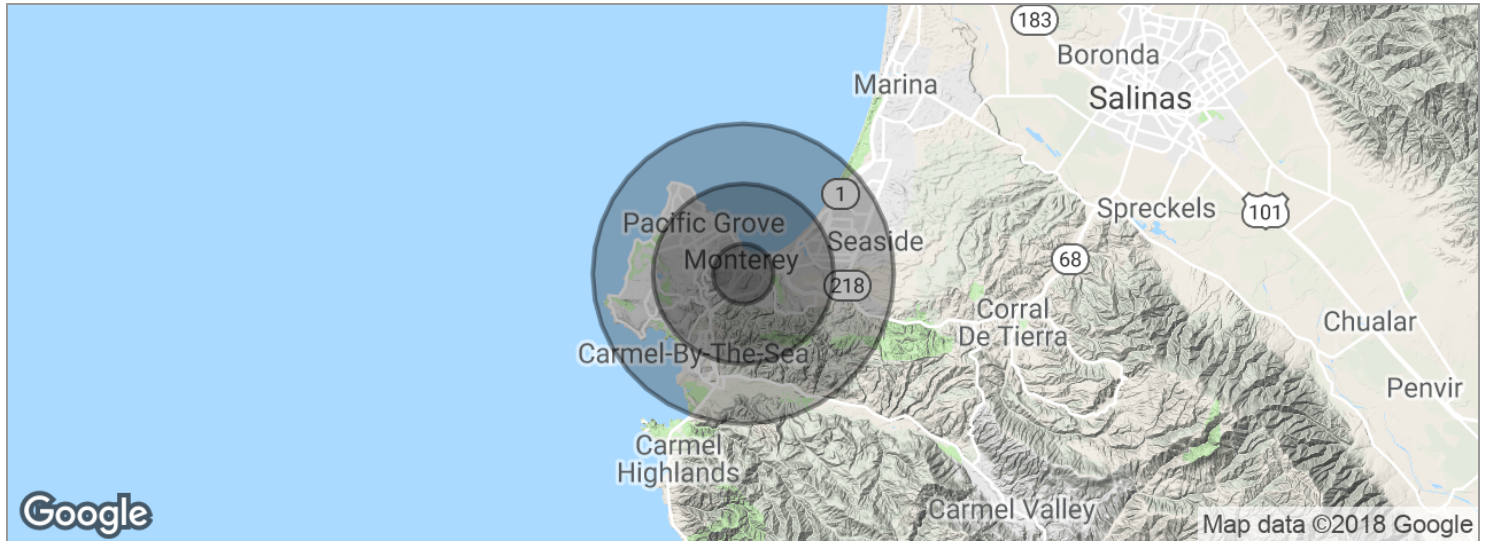 183
Boronda
Marina
Salinas
1
Pacific Grove
Spreckels
101
Seaside
Monterey
68
218
Corral
De Tierra
Chualar
Carmel-By-The-Sea
Penvir
Carmel
Highlands
Carmel Valley
Google
Map data ©2018 Google